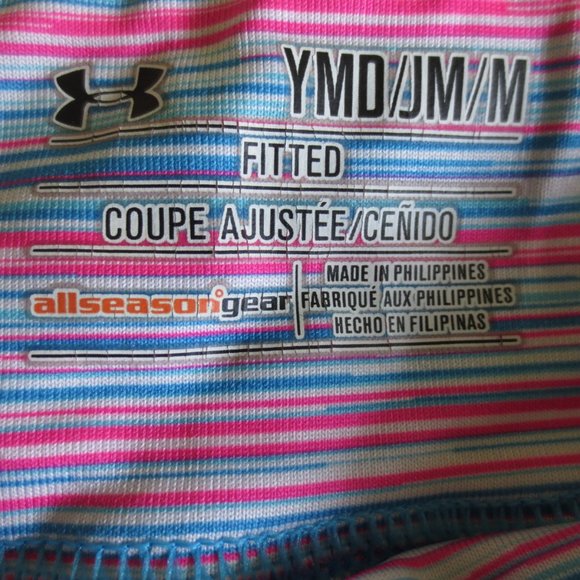 YMD/JM/M
FITTED
COUPE AJUSTÉE/CEÑIDO
allseasongear
MADE IN PHILIPPINES
FABRIQUÉ AUX PHILIPPINES
HECHO EN FILIPINAS